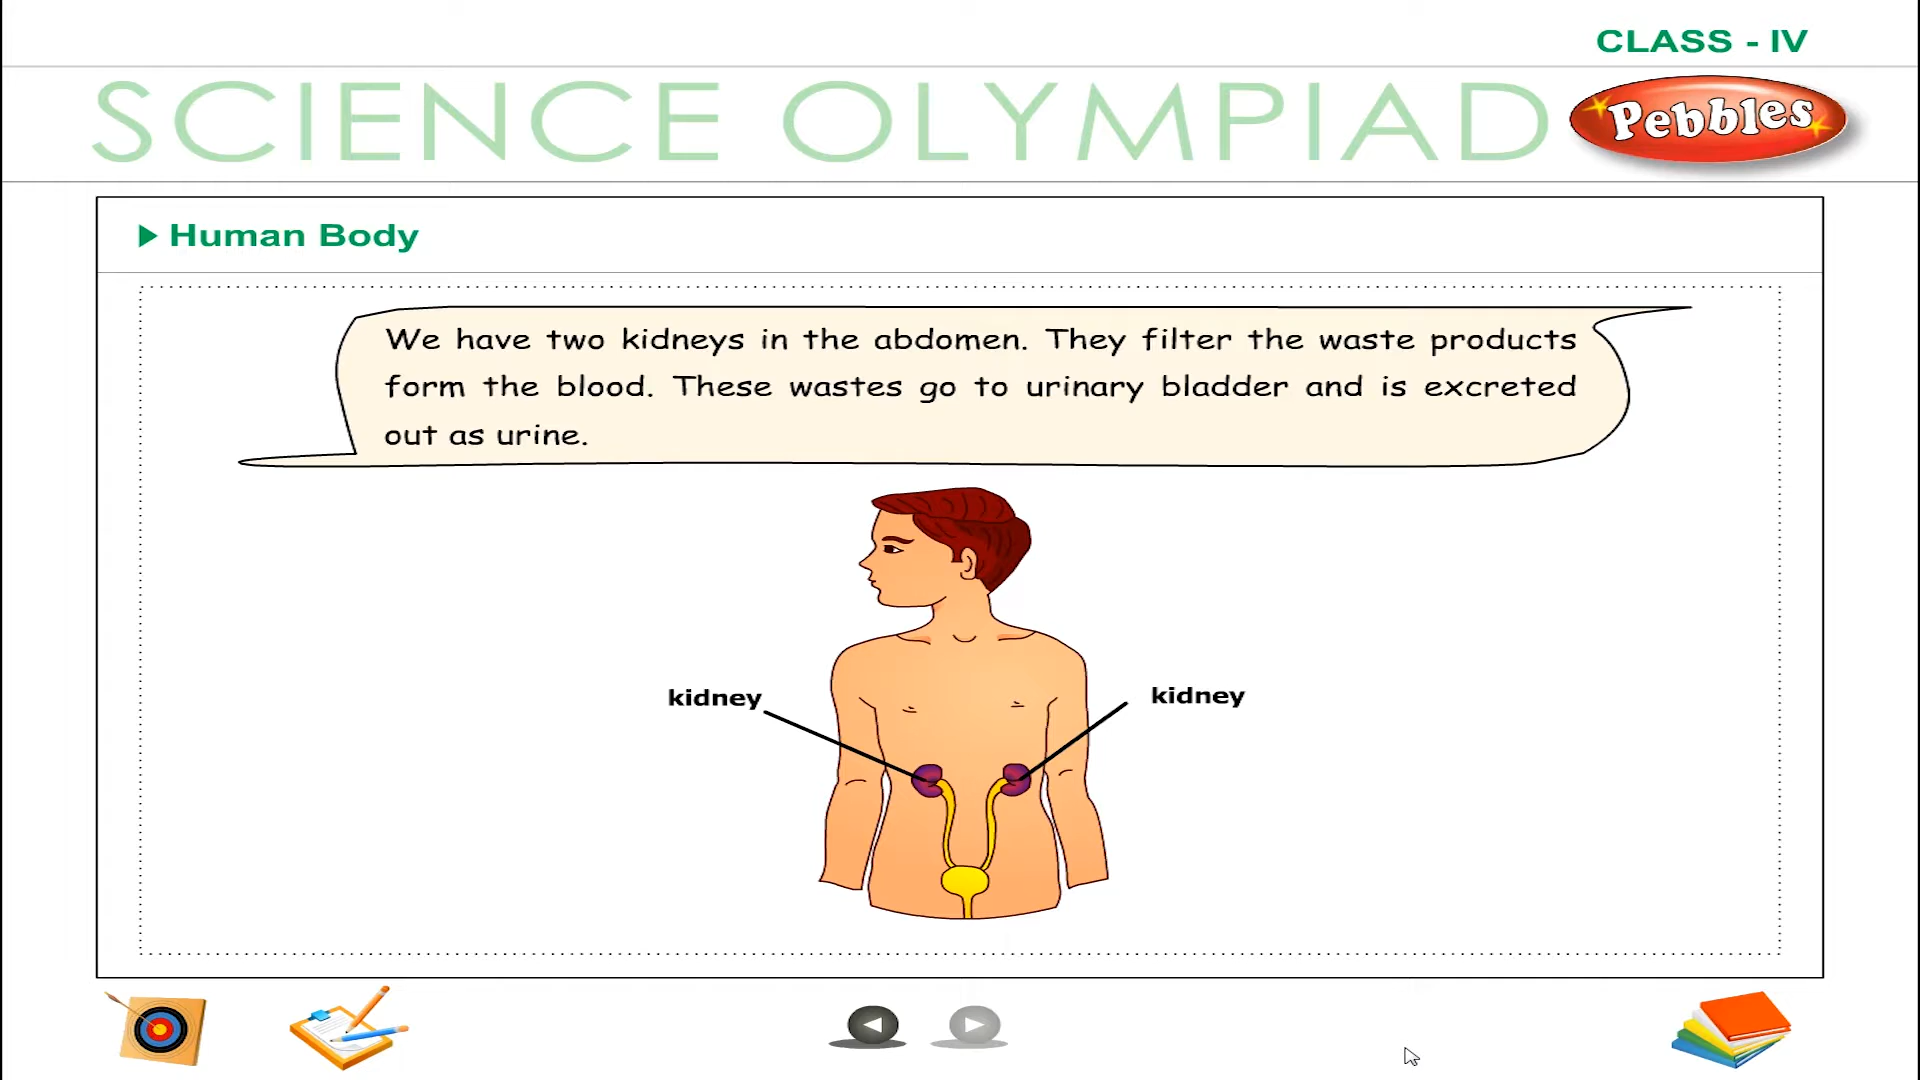 CLASS - IV
SCIENCE OLYMPIAD
Pebbles
Human Body
We have two kidneys in the abdomen. They filter the waste products
form the blood. These wastes go to urinary bladder and is excreted
out as urine.
kidney
kidney